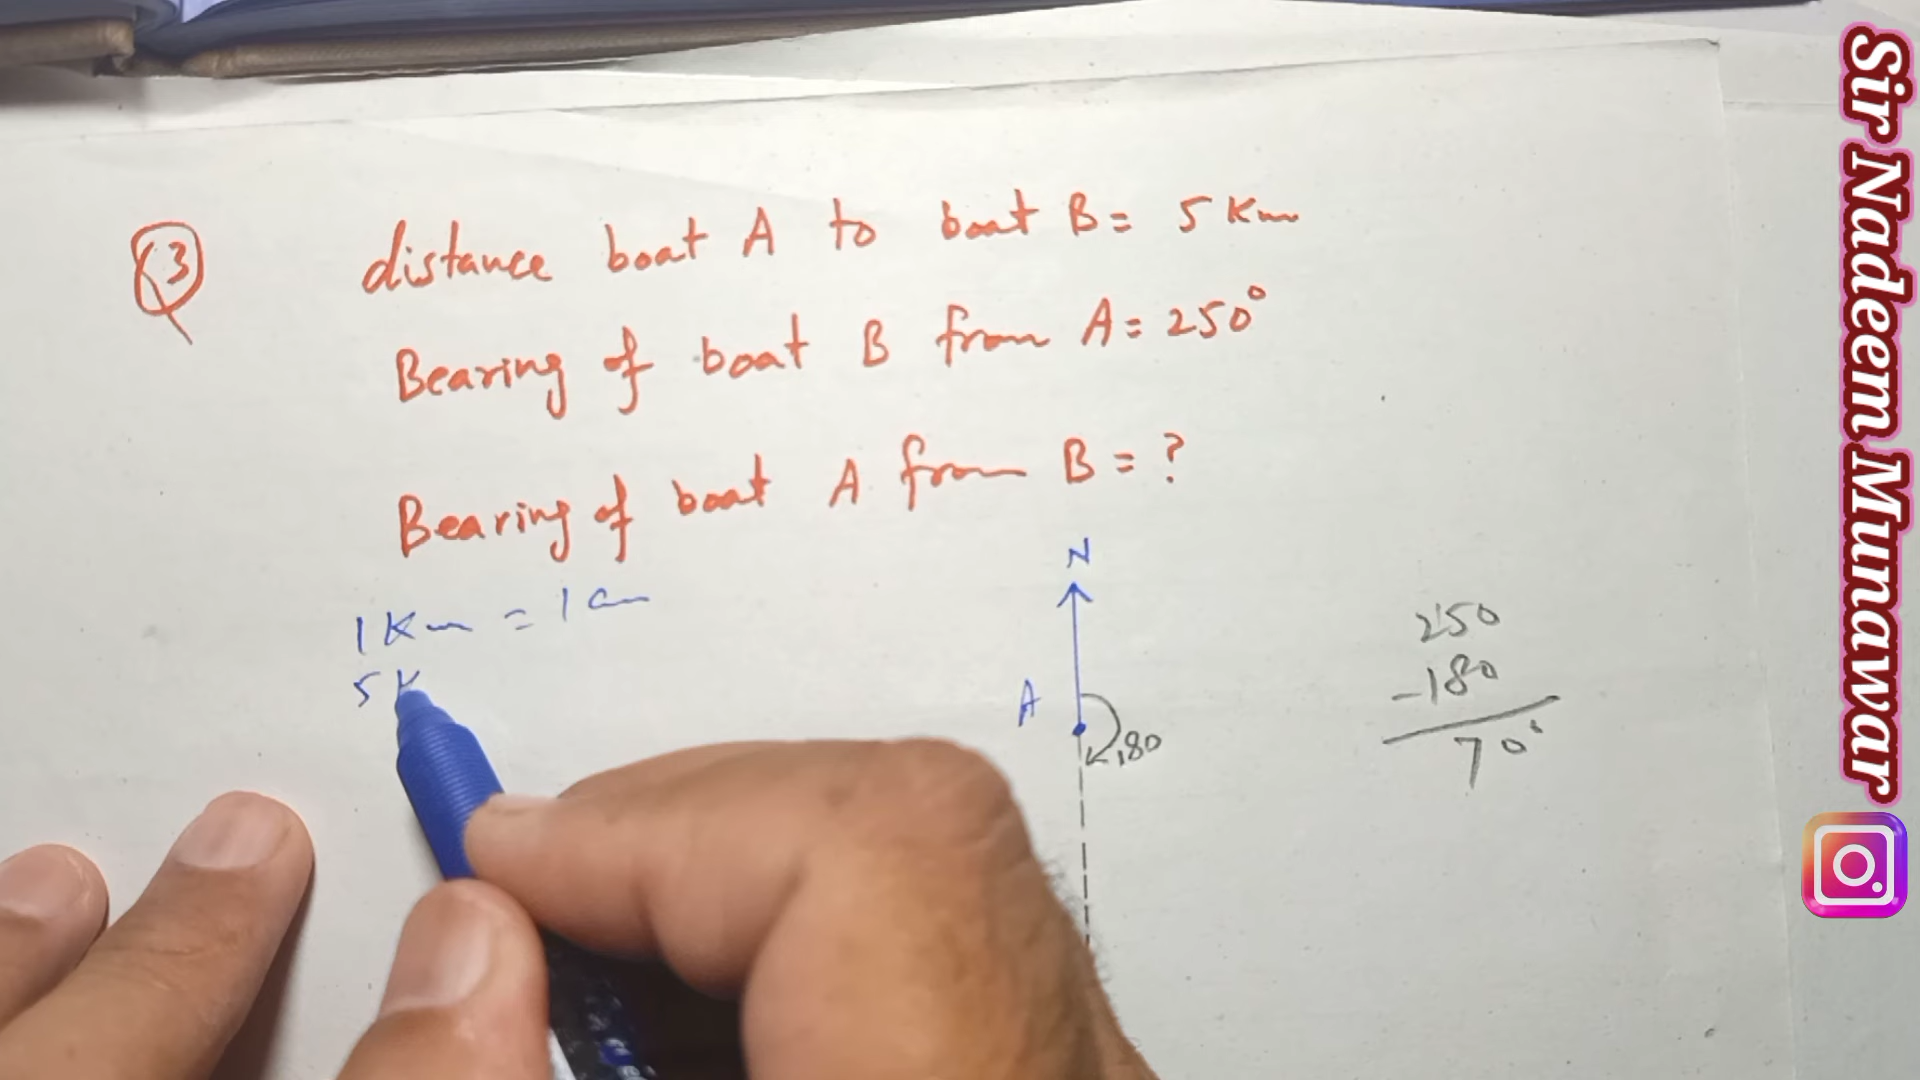 Q3
distance boat A to boat B = 5 Km
Bearing of boat B from A = 250°
Bearing of boat A from B = ?
1 Km = 1 cm
5 K
N
A
180
250
-180
70°
Sir Nadeem Munawar